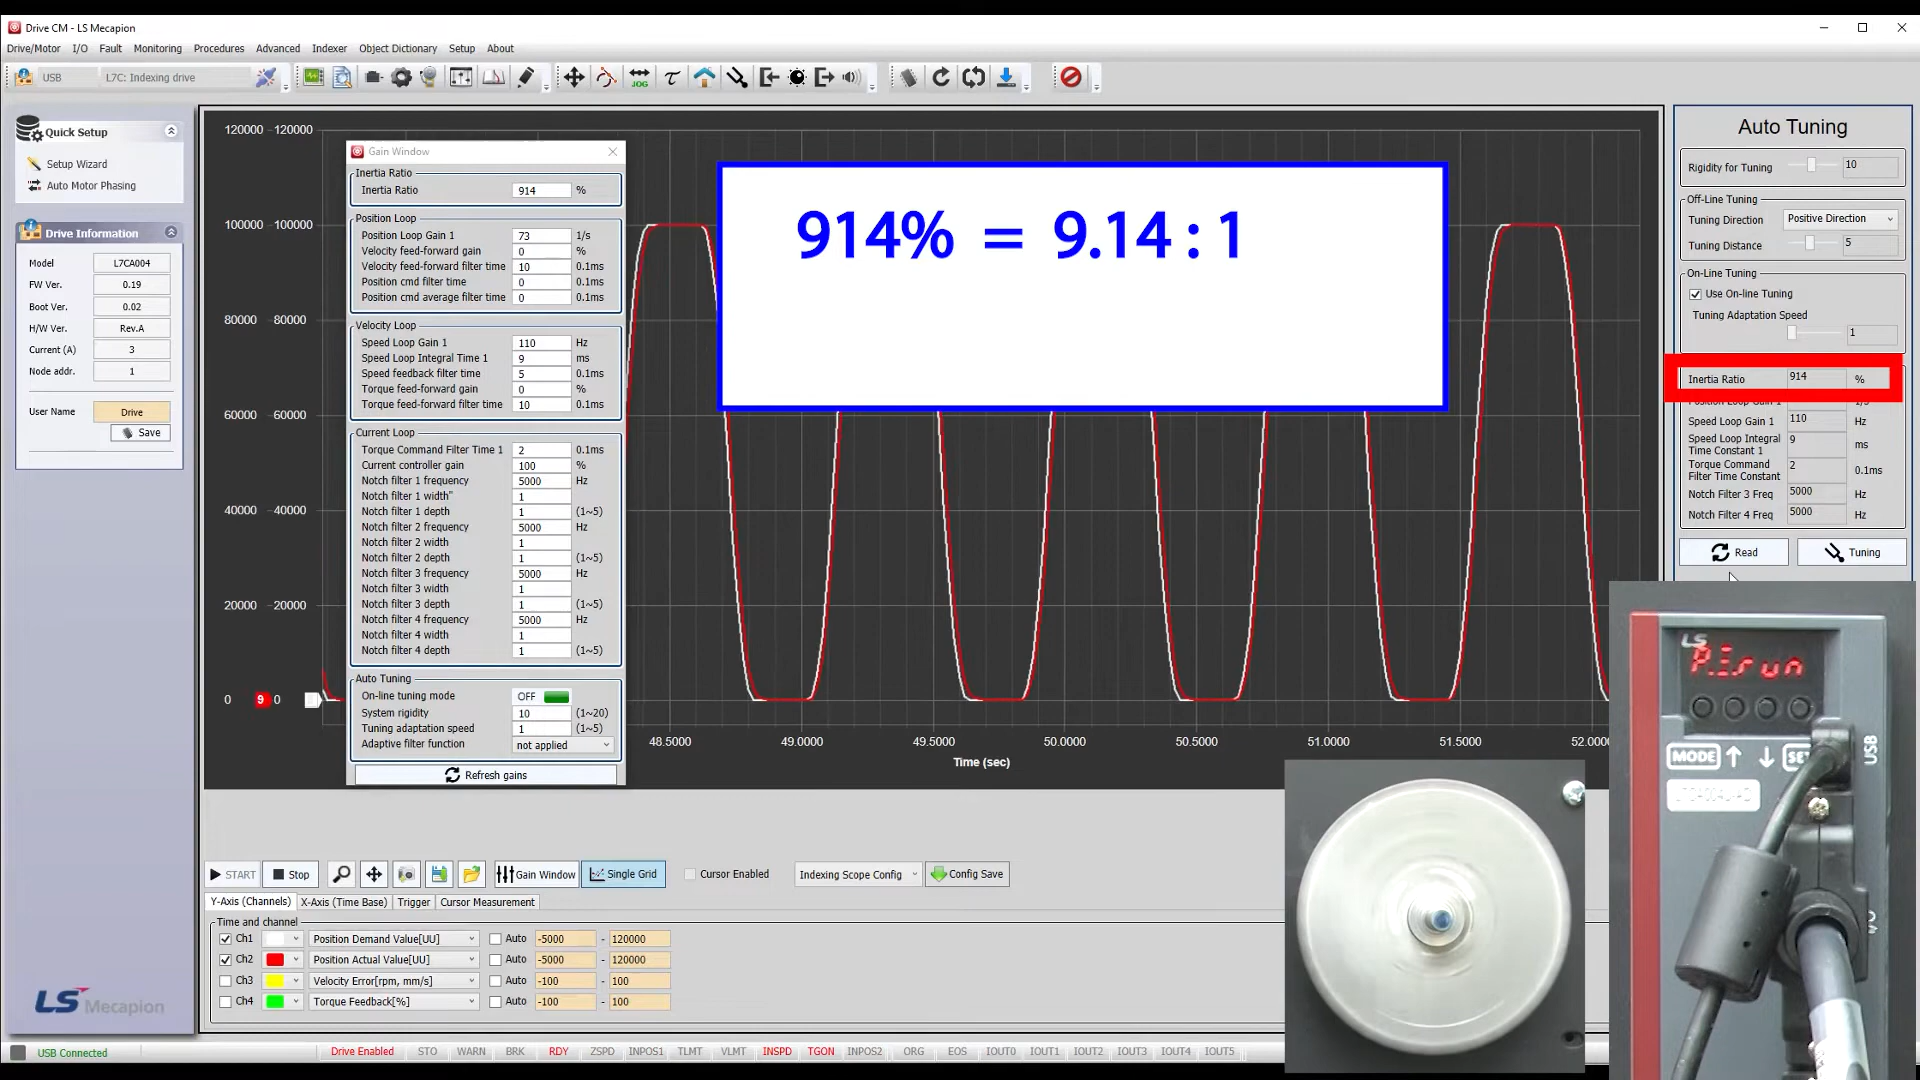 Drive CM - LS Mecapion
Drive/Motor I/O Fault Monitoring Procedures Advanced Indexer Object Dictionary Setup About
USB L7C: Indexing drive
JOG
Quick Setup
Setup Wizard
Auto Motor Phasing
Drive Information
Model L7CA004
FW Ver. 0.19
Boot Ver. 0.02
H/W Ver. Rev.A
Current (A) 3
Node addr. 1
User Name Drive
Save
LS Mecapion
120000 120000
100000 100000
80000 80000
60000 60000
40000 40000
20000 20000
0 9 0
Gain Window
Inertia Ratio
Inertia Ratio 914 %
Position Loop
Position Loop Gain 1 73 1/s
Velocity feed-forward gain 0 %
Velocity feed-forward filter time 10 0.1ms
Position cmd filter time 0 0.1ms
Position cmd average filter time 0 0.1ms
Velocity Loop
Speed Loop Gain 1 110 Hz
Speed Loop Integral Time 1 9 ms
Speed feedback filter time 5 0.1ms
Torque feed-forward gain 0 %
Torque feed-forward filter time 10 0.1ms
Current Loop
Torque Command Filter Time 1 2 0.1ms
Current controller gain 100 %
Notch filter 1 frequency 5000 Hz
Notch filter 1 width" 1
Notch filter 1 depth 1 (1~5)
Notch filter 2 frequency 5000 Hz
Notch filter 2 width 1
Notch filter 2 depth 1 (1~5)
Notch filter 3 frequency 5000 Hz
Notch filter 3 width 1
Notch filter 3 depth 1 (1~5)
Notch filter 4 frequency 5000 Hz
Notch filter 4 width 1
Notch filter 4 depth 1 (1~5)
Auto Tuning
On-line tuning mode OFF
System rigidity 10 (1~20)
Tuning adaptation speed 1 (1~5)
Adaptive filter function not applied
Refresh gains
914% = 9.14 : 1
48.5000 49.0000 49.5000 50.0000 50.5000 51.0000 51.5000 52.000
Time (sec)
Auto Tuning
Rigidity for Tuning 10
Off-Line Tuning
Tuning Direction Positive Direction
Tuning Distance 5
On-Line Tuning
Use On-line Tuning
Tuning Adaptation Speed
1
Inertia Ratio 914 %
Speed Loop Gain 1 110 Hz
Speed Loop Integral
Time Constant 1 9 ms
Torque Command
Filter Time Constant 2 0.1ms
Notch Filter 3 Freq 5000 Hz
Notch Filter 4 Freq 5000 Hz
Read Tuning
LS
P.irun
MODE
USB
START Stop Gain Window Single Grid Cursor Enabled Indexing Scope Config Config Save
Y-Axis (Channels) X-Axis (Time Base) Trigger Cursor Measurement
Time and channel
Ch1 Position Demand Value[UU] Auto -5000 - 120000
Ch2 Position Actual Value[UU] Auto -5000 - 120000
Ch3 Velocity Error[rpm, mm/s] Auto -100 - 100
Ch4 Torque Feedback[%] Auto -100 - 100
USB Connected Drive Enabled STO WARN BRK RDY ZSPD INPOS1 TLMT VLMT INSPD TGON INPOS2 ORG EOS IOUT0 IOUT1 IOUT2 IOUT3 IOUT4 IOUT5